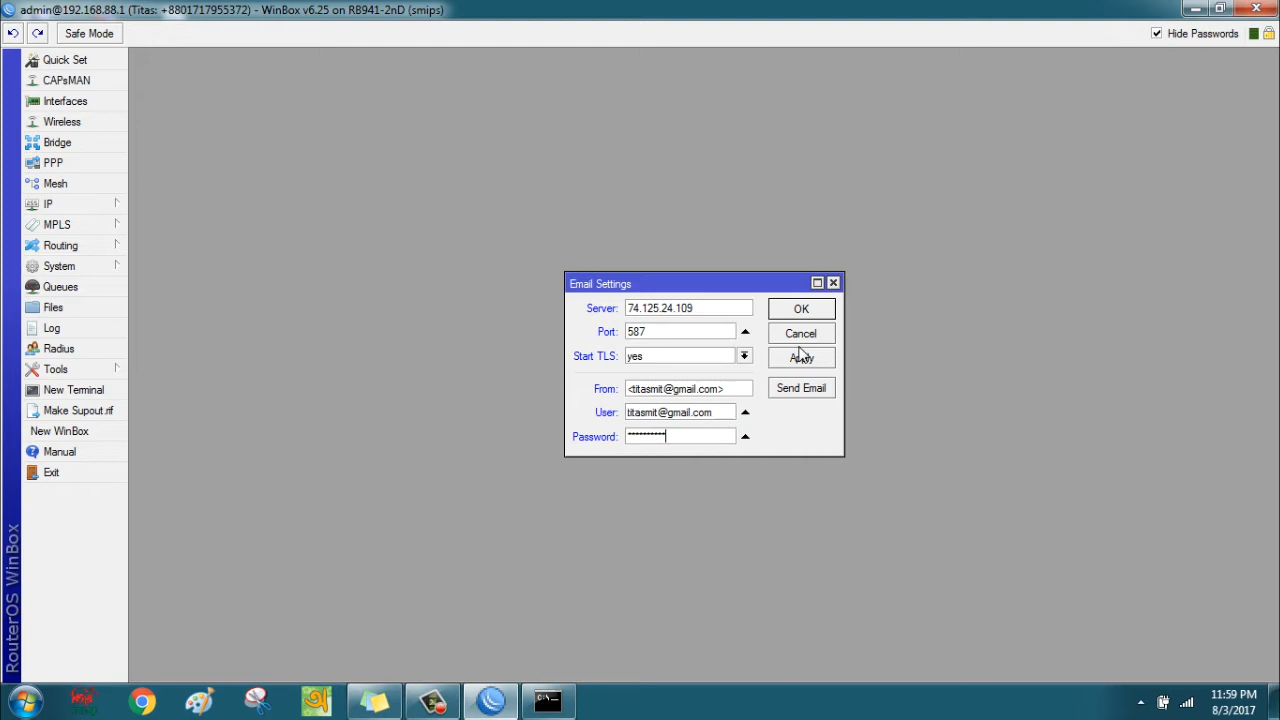 admin@192.168.88.1 (Titas: +8801717955372) - WinBox v6.25 on RB941-2nD (smips)
Safe Mode
Hide Passwords
Quick Set
CAPsMAN
Interfaces
Wireless
Bridge
PPP
Mesh
IP
MPLS
Routing
System
Queues
Files
Log
Radius
Tools
New Terminal
Make Supout.rif
New WinBox
Manual
Exit
RouterOS WinBox
Email Settings
Server: 74.125.24.109
Port: 587
Start TLS: yes
From: <titasmit@gmail.com>
User: titasmit@gmail.com
Password: **********
OK
Cancel
Apply
Send Email
11:59 PM
8/3/2017